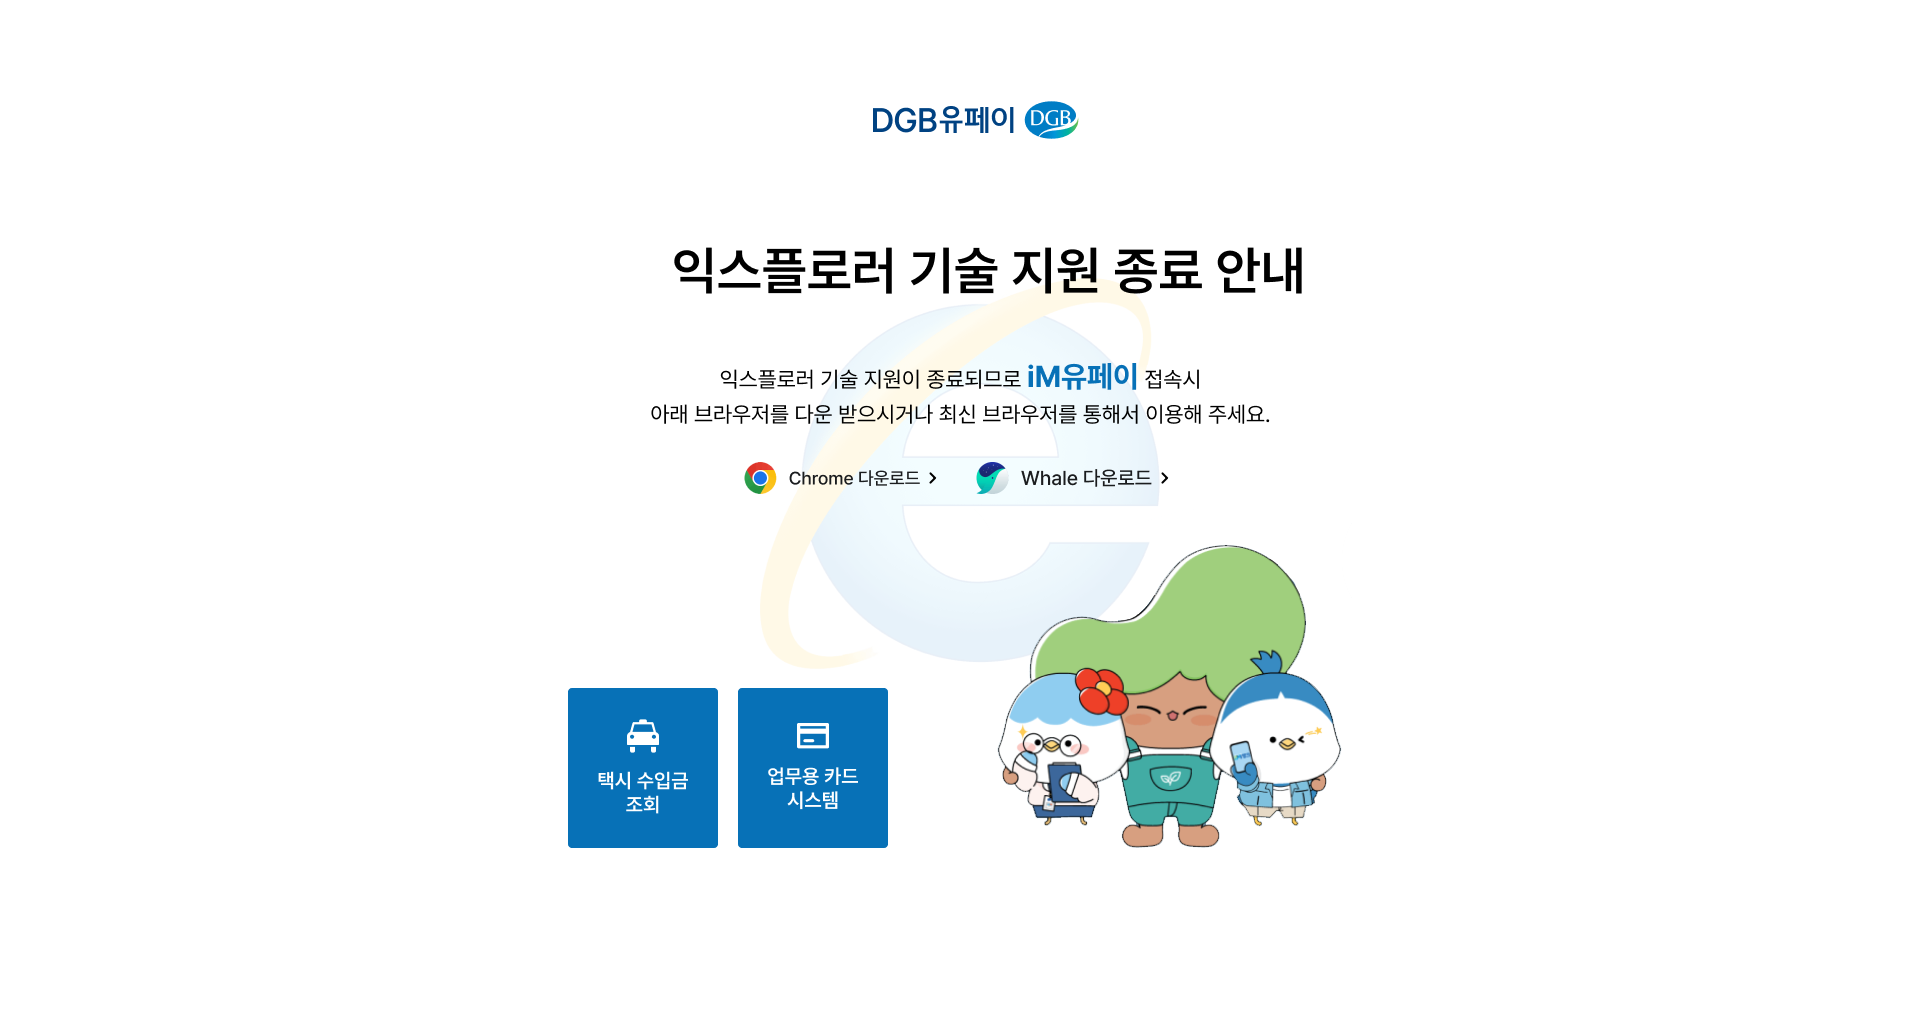 DGB유페이 DGB
익스플로러 기술 지원 종료 안내
익스플로러 기술 지원이 종료되므로 iM유페이 접속시
아래 브라우저를 다운 받으시거나 최신 브라우저를 통해서 이용해 주세요.
Chrome 다운로드 Whale 다운로드
택시 수입금
조회
업무용 카드
시스템